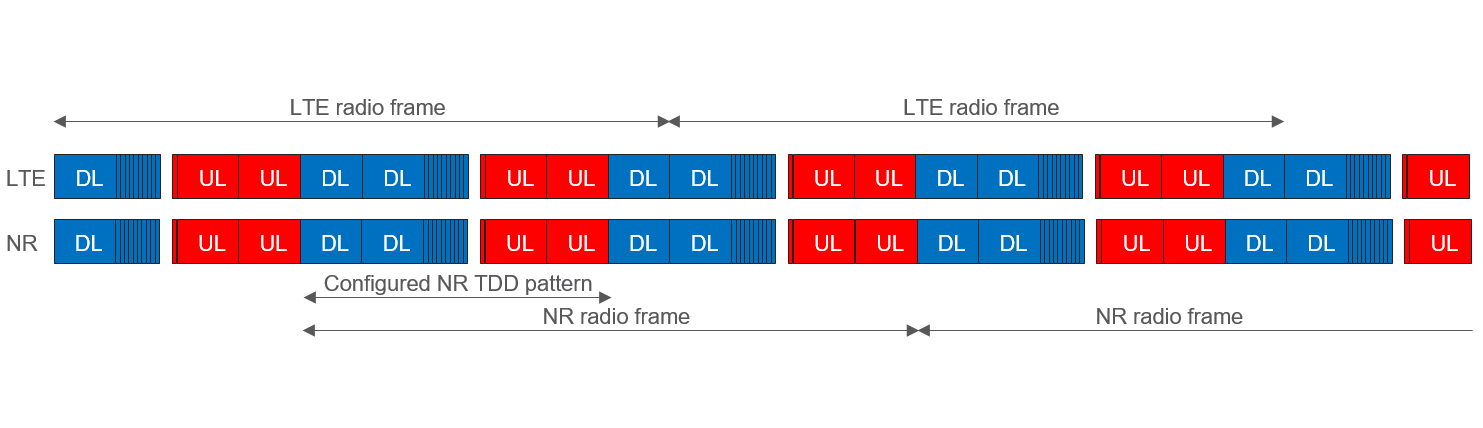 LTE radio frame LTE radio frame
LTE DL UL UL DL DL UL UL DL DL UL UL DL DL UL UL DL DL UL
NR DL UL UL DL DL UL UL DL DL UL UL DL DL UL UL DL DL UL
Configured NR TDD pattern
NR radio frame NR radio frame